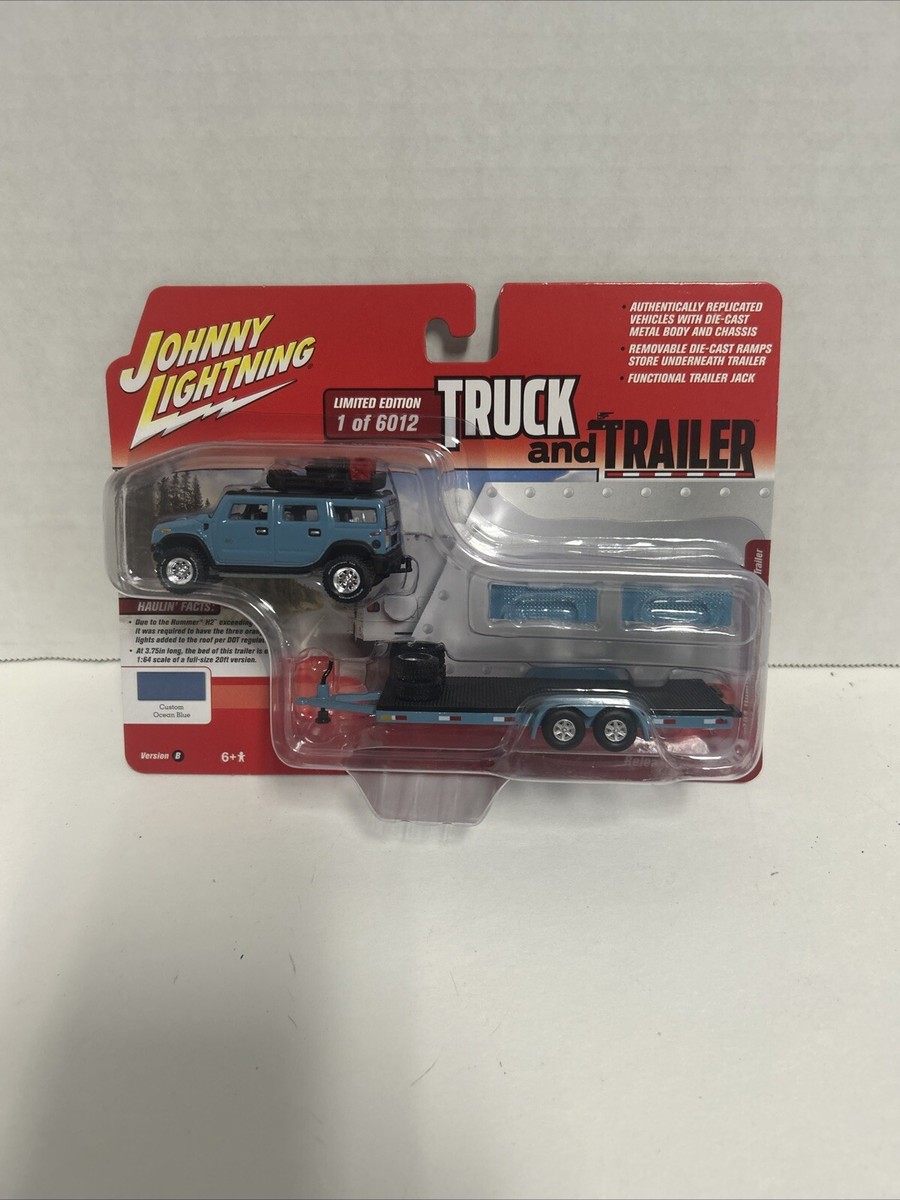 JOHNNY
LIGHTNING
LIMITED EDITION
1 of 6012
TRUCK
and TRAILER
• AUTHENTICALLY REPLICATED
VEHICLES WITH DIE-CAST
METAL BODY AND CHASSIS
• REMOVABLE DIE-CAST RAMPS
STORE UNDERNEATH TRAILER
• FUNCTIONAL TRAILER JACK
Trailer
HAULIN' FACTS:
• Due to the Hummer® H2® exceeding
it was required to have the three
lights added to the roof per DOT
• At 3.75in long, the bed of this trailer is
1:64 scale of a full-size 20ft version.
Custom
Ocean Blue
Version B
6+